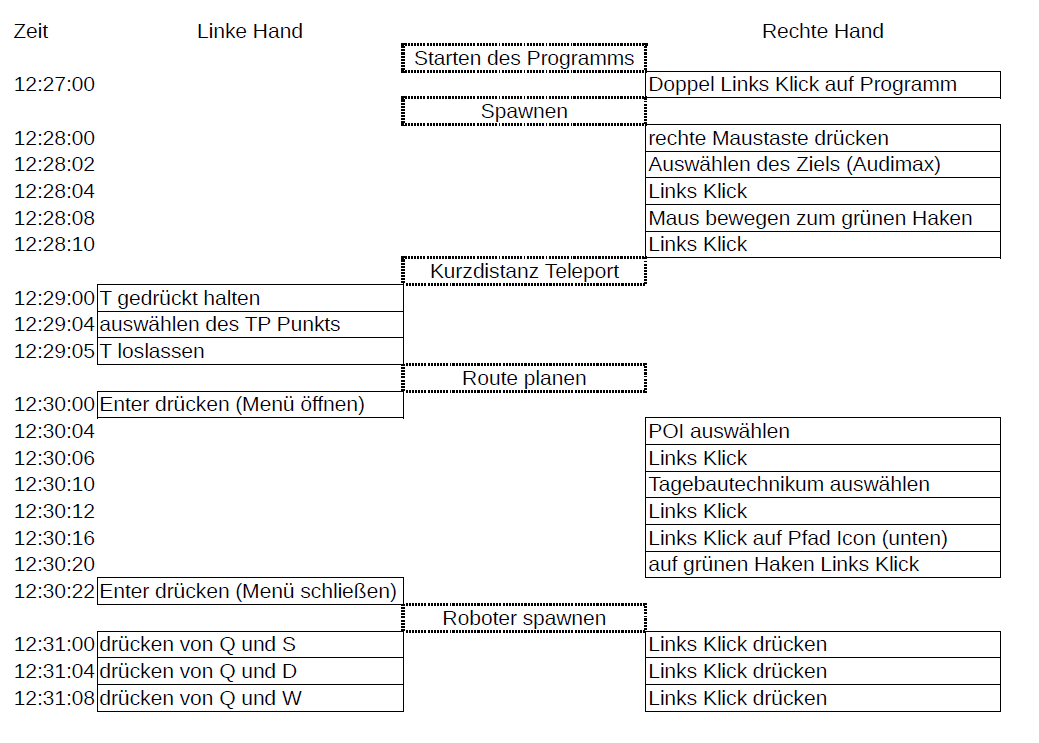 Zeit Linke Hand Rechte Hand
Starten des Programms
12:27:00 Doppel Links Klick auf Programm
Spawnen
12:28:00 rechte Maustaste drücken
12:28:02 Auswählen des Ziels (Audimax)
12:28:04 Links Klick
12:28:08 Maus bewegen zum grünen Haken
12:28:10 Links Klick
Kurzdistanz Teleport
12:29:00 T gedrückt halten
12:29:04 auswählen des TP Punkts
12:29:05 T loslassen
Route planen
12:30:00 Enter drücken (Menü öffnen)
12:30:04 POI auswählen
12:30:06 Links Klick
12:30:10 Tagebautechnikum auswählen
12:30:12 Links Klick
12:30:16 Links Klick auf Pfad Icon (unten)
12:30:20 auf grünen Haken Links Klick
12:30:22 Enter drücken (Menü schließen)
Roboter spawnen
12:31:00 drücken von Q und S Links Klick drücken
12:31:04 drücken von Q und D Links Klick drücken
12:31:08 drücken von Q und W Links Klick drücken